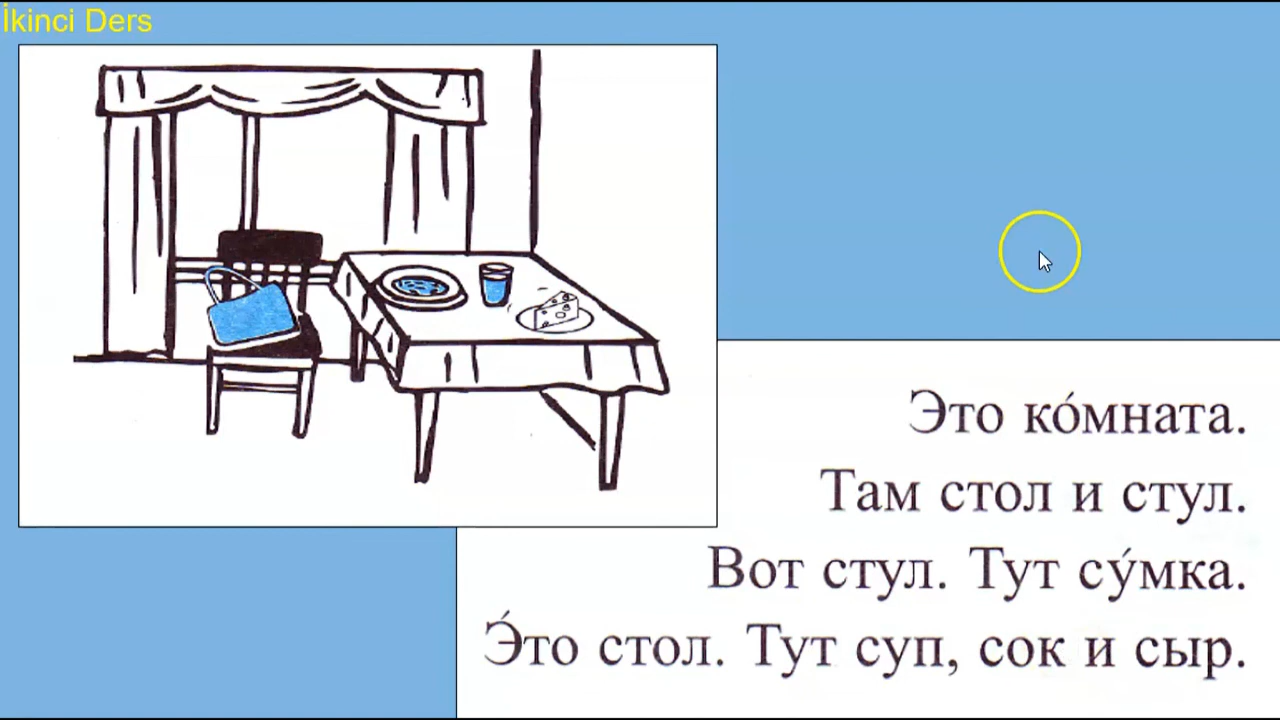 İkinci Ders
Это ко́мната.
Там стол и стул.
Вот стул. Тут су́мка.
Э́то стол. Тут суп, сок и сыр.